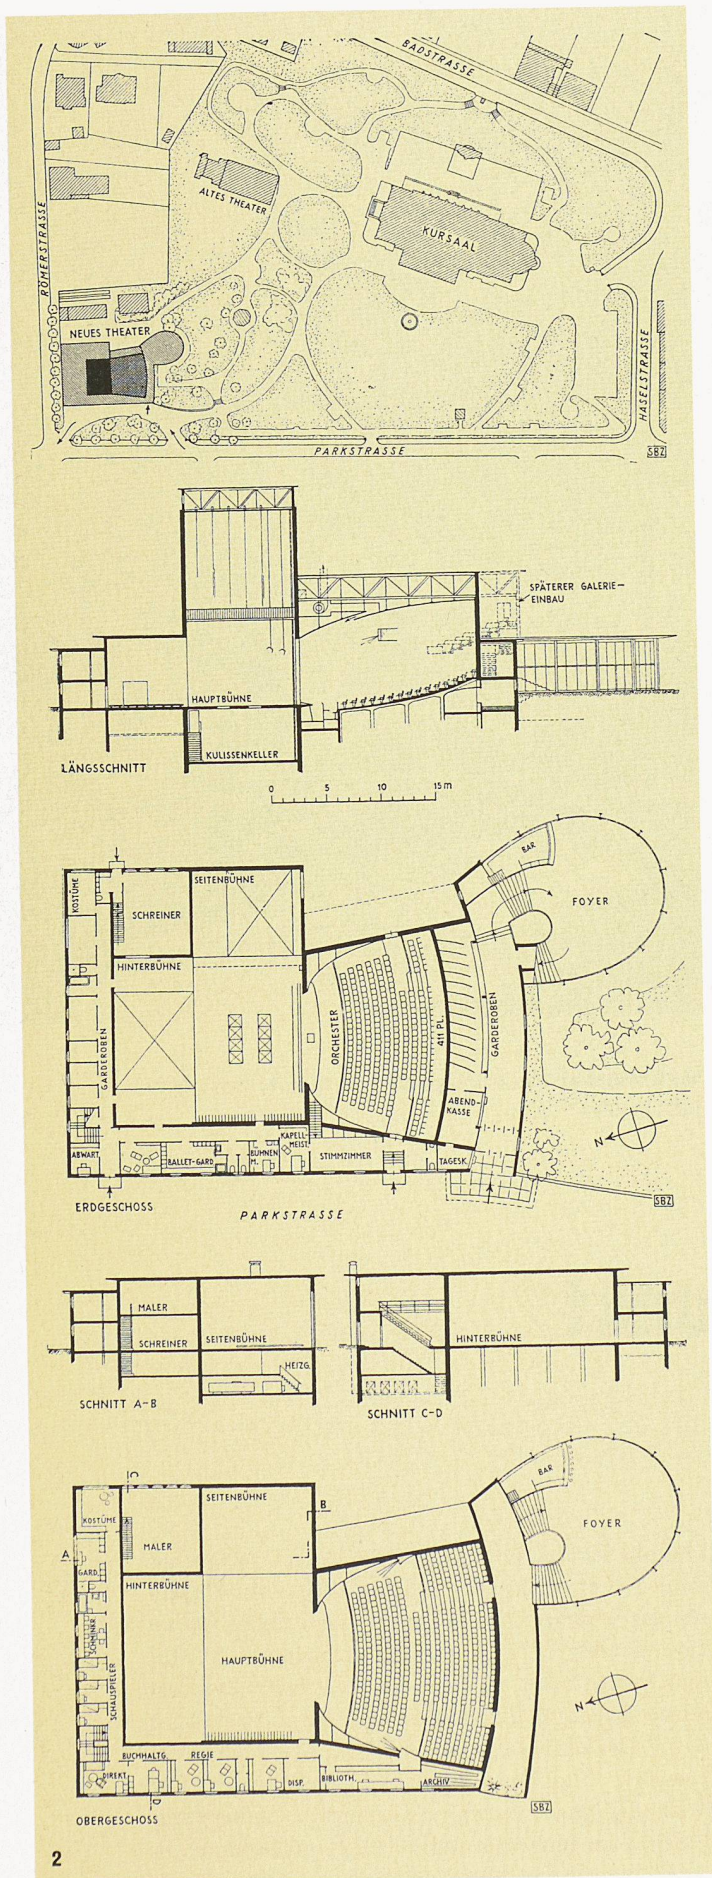 BADSTRASSE
ALTES THEATER
KURSAAL
RÖMERSTRASSE
NEUES THEATER
HASELSTRASSE
PARKSTRASSE
SBZ
SPÄTERER GALERIE-
EINBAU
HAUPTBÜHNE
KULISSENKELLER
LÄNGSSCHNITT
0 5 10 15 m
BAR
FOYER
KOSTÜME
SCHREINER
SEITENBÜHNE
HINTERBÜHNE
GARDEROBEN
ORCHESTER
411 PL.
GARDEROBEN
ABEND-
KASSE
N
ABWART
BALLET-GARD.
BÜHNEN
M.
KAPELL-
MEIST.
STIMMZIMMER
TAGESK.
ERDGESCHOSS
PARKSTRASSE
SBZ
MALER
SCHREINER
SEITENBÜHNE
HEIZG.
SCHNITT A-B
HINTERBÜHNE
SCHNITT C-D
C
SEITENBÜHNE
B
BAR
FOYER
KOSTÜME
MALER
A
GARD.
HINTERBÜHNE
SCHMINKR.
SCHAUSPIELER
HAUPTBÜHNE
N
BUCHHALTG.
REGIE
DIREKT.
DISP.
BIBLIOTH.
ARCHIV
D
SBZ
OBERGESCHOSS
2